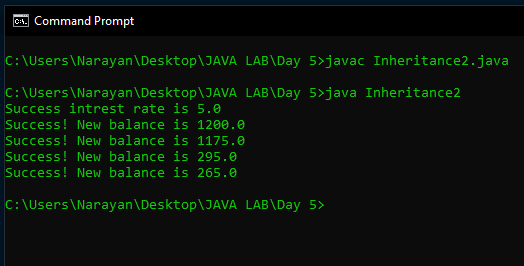 Command Prompt
C:\Users\Narayan\Desktop\JAVA LAB\Day 5>javac Inheritance2.java
C:\Users\Narayan\Desktop\JAVA LAB\Day 5>java Inheritance2
Success intrest rate is 5.0
Success! New balance is 1200.0
Success! New balance is 1175.0
Success! New balance is 295.0
Success! New balance is 265.0
C:\Users\Narayan\Desktop\JAVA LAB\Day 5>